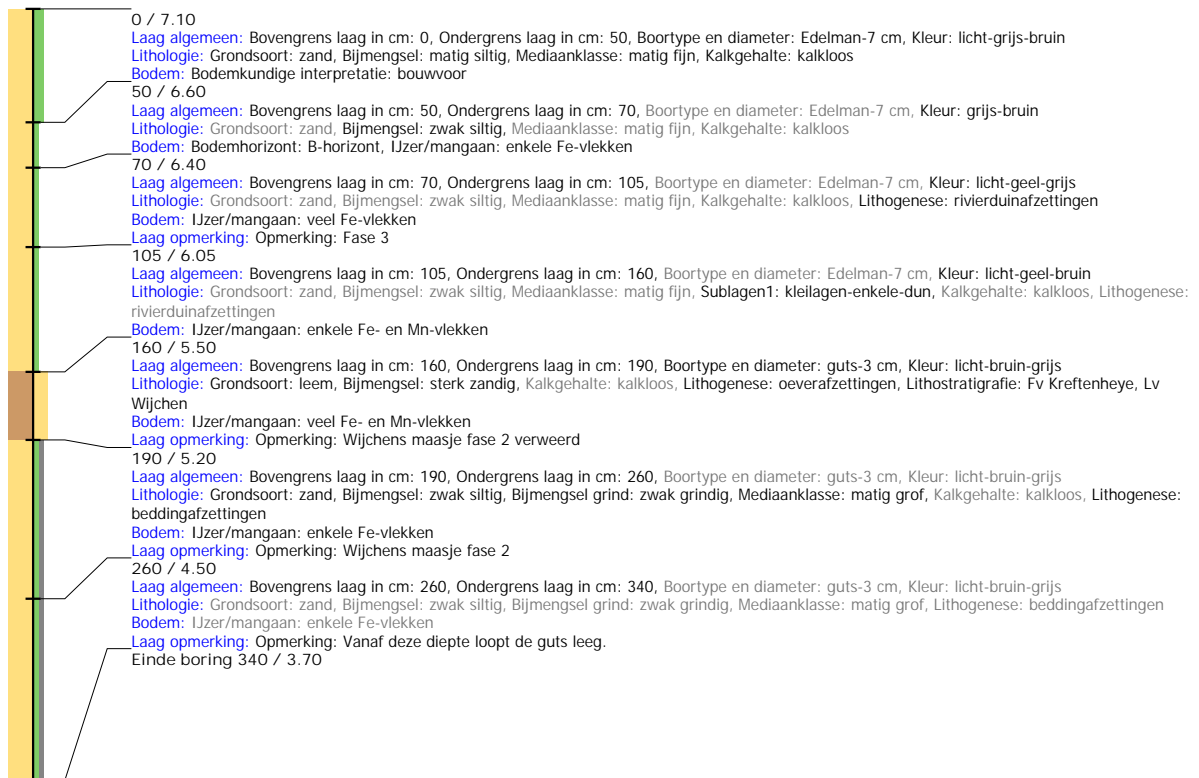 0 / 7.10
Laag algemeen: Bovengrens laag in cm: 0, Ondergrens laag in cm: 50, Boortype en diameter: Edelman-7 cm, Kleur: licht-grijs-bruin
Lithologie: Grondsoort: zand, Bijmengsel: matig siltig, Mediaanklasse: matig fijn, Kalkgehalte: kalkloos
Bodem: Bodemkundige interpretatie: bouwvoor
50 / 6.60
Laag algemeen: Bovengrens laag in cm: 50, Ondergrens laag in cm: 70, Boortype en diameter: Edelman-7 cm, Kleur: grijs-bruin
Lithologie: Grondsoort: zand, Bijmengsel: zwak siltig, Mediaanklasse: matig fijn, Kalkgehalte: kalkloos
Bodem: Bodemhorizont: B-horizont, IJzer/mangaan: enkele Fe-vlekken
70 / 6.40
Laag algemeen: Bovengrens laag in cm: 70, Ondergrens laag in cm: 105, Boortype en diameter: Edelman-7 cm, Kleur: licht-geel-grijs
Lithologie: Grondsoort: zand, Bijmengsel: zwak siltig, Mediaanklasse: matig fijn, Kalkgehalte: kalkloos, Lithogenese: rivierduinafzettingen
Bodem: IJzer/mangaan: veel Fe-vlekken
Laag opmerking: Opmerking: Fase 3
105 / 6.05
Laag algemeen: Bovengrens laag in cm: 105, Ondergrens laag in cm: 160, Boortype en diameter: Edelman-7 cm, Kleur: licht-geel-bruin
Lithologie: Grondsoort: zand, Bijmengsel: zwak siltig, Mediaanklasse: matig fijn, Sublagen1: kleilagen-enkele-dun, Kalkgehalte: kalkloos, Lithogenese:
rivierduinafzettingen
Bodem: IJzer/mangaan: enkele Fe- en Mn-vlekken
160 / 5.50
Laag algemeen: Bovengrens laag in cm: 160, Ondergrens laag in cm: 190, Boortype en diameter: guts-3 cm, Kleur: licht-bruin-grijs
Lithologie: Grondsoort: leem, Bijmengsel: sterk zandig, Kalkgehalte: kalkloos, Lithogenese: oeverafzettingen, Lithostratigrafie: Fv Kreftenheye, Lv
Wijchen
Bodem: IJzer/mangaan: veel Fe- en Mn-vlekken
Laag opmerking: Opmerking: Wijchens maasje fase 2 verweerd
190 / 5.20
Laag algemeen: Bovengrens laag in cm: 190, Ondergrens laag in cm: 260, Boortype en diameter: guts-3 cm, Kleur: licht-bruin-grijs
Lithologie: Grondsoort: zand, Bijmengsel: zwak siltig, Bijmengsel grind: zwak grindig, Mediaanklasse: matig grof, Kalkgehalte: kalkloos, Lithogenese:
beddingafzettingen
Bodem: IJzer/mangaan: enkele Fe-vlekken
Laag opmerking: Opmerking: Wijchens maasje fase 2
260 / 4.50
Laag algemeen: Bovengrens laag in cm: 260, Ondergrens laag in cm: 340, Boortype en diameter: guts-3 cm, Kleur: licht-bruin-grijs
Lithologie: Grondsoort: zand, Bijmengsel: zwak siltig, Bijmengsel grind: zwak grindig, Mediaanklasse: matig grof, Lithogenese: beddingafzettingen
Bodem: IJzer/mangaan: enkele Fe-vlekken
Laag opmerking: Opmerking: Vanaf deze diepte loopt de guts leeg.
Einde boring 340 / 3.70